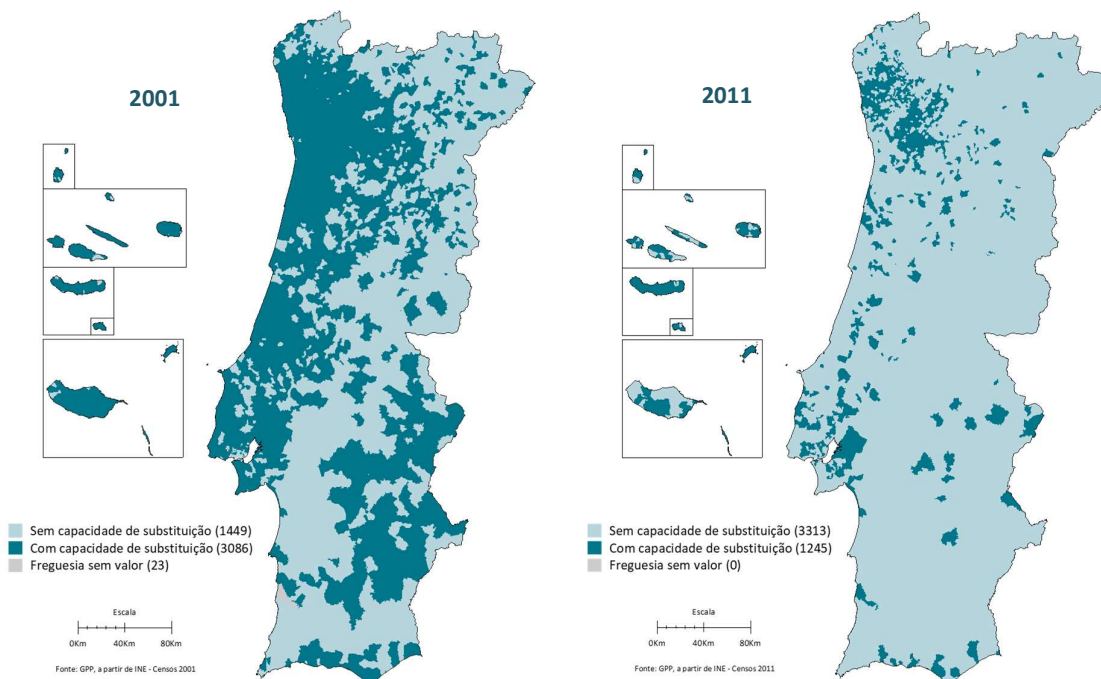 2001
Sem capacidade de substituição (1449)
Com capacidade de substituição (3086)
Freguesia sem valor (23)
Escala
0Km 40Km 80Km
Fonte: GPP, a partir de INE - Censos 2001
2011
Sem capacidade de substituição (3313)
Com capacidade de substituição (1245)
Freguesia sem valor (0)
Escala
0Km 40Km 80Km
Fonte: GPP, a partir de INE - Censos 2011